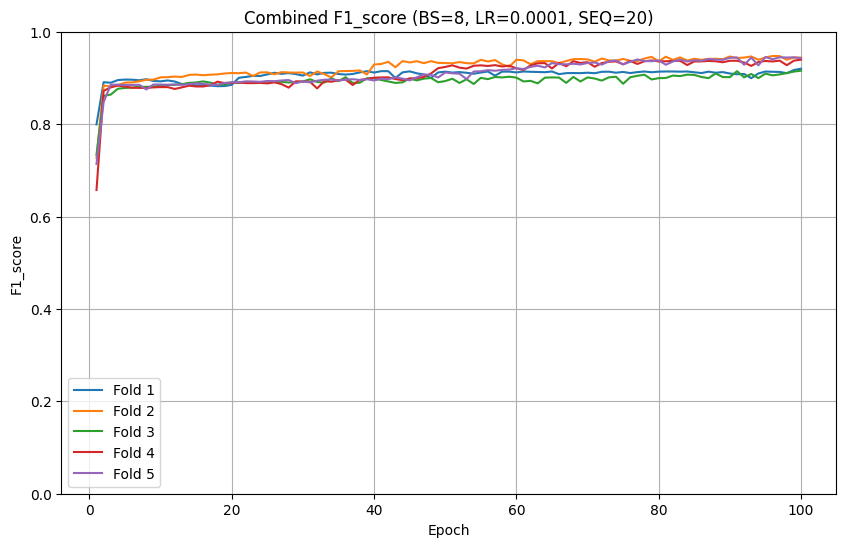 Combined F1_score (BS=8, LR=0.0001, SEQ=20)
1.0
0.8
0.6
0.4
0.2
0.0
F1_score
Fold 1
Fold 2
Fold 3
Fold 4
Fold 5
0 20 40 60 80 100
Epoch